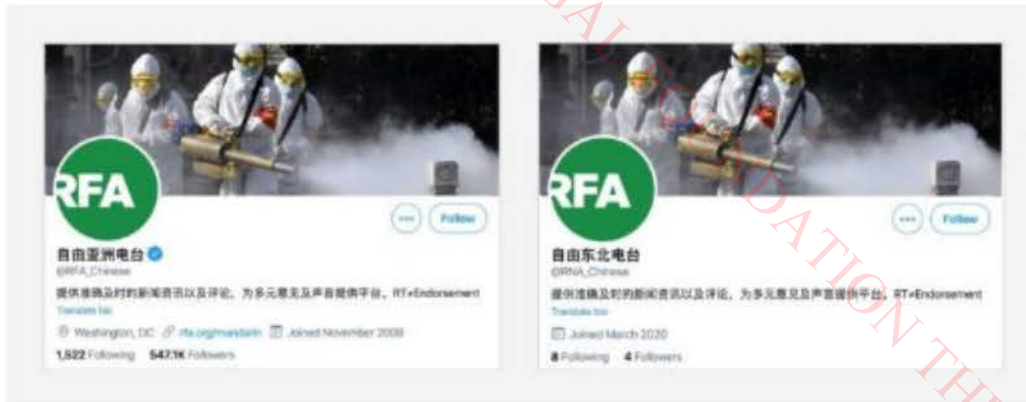 RFA
Follow
自由亚洲电台
@RFA_Chinese
提供准确及时的新闻资讯以及评论，为多元意见及声音提供平台。RT≠Endorsement
Translate bio
Washington, DC rfa.org/mandarin Joined November 2008
1,522 Following 547.1K Followers
RFA
Follow
自由东北电台
@RNA_Chinese
提供准确及时的新闻资讯以及评论，为多元意见及声音提供平台。RT≠Endorsement
Translate bio
Joined March 2020
8 Following 4 Followers
DATION